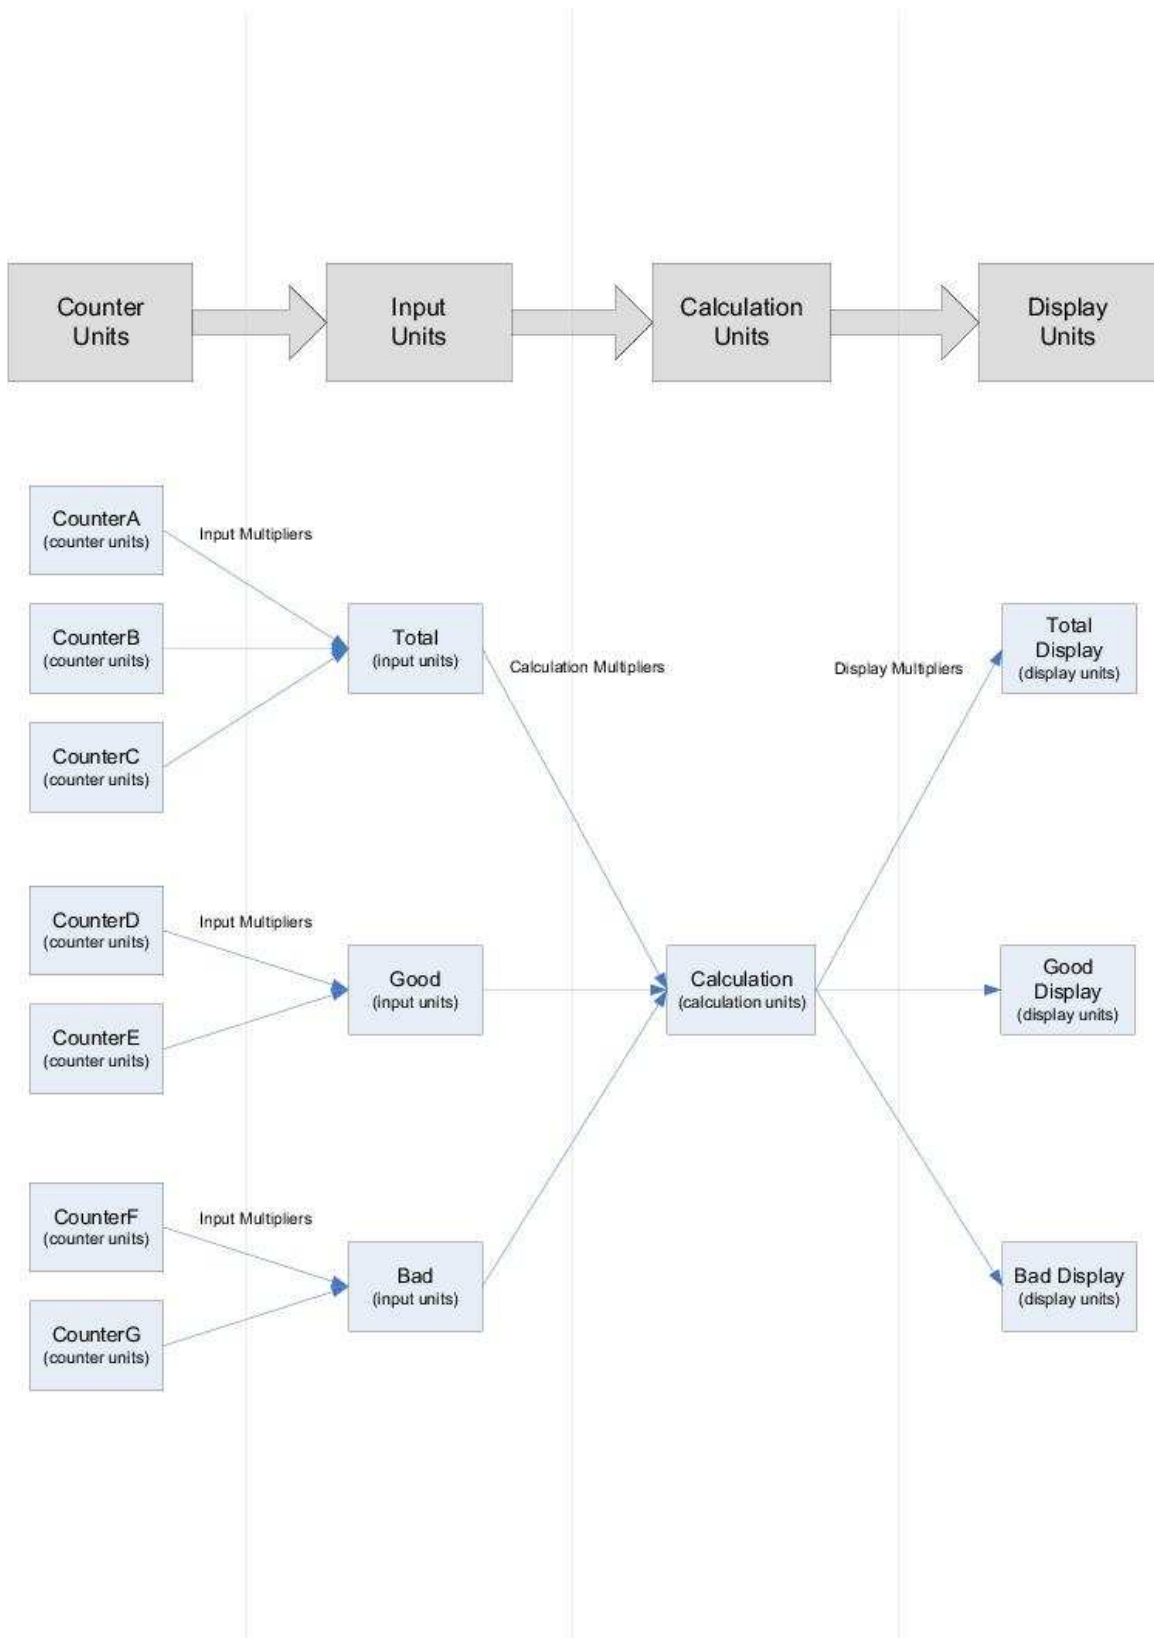 Counter
Units
Input
Units
Calculation
Units
Display
Units
CounterA
(counter units)
Input Multipliers
CounterB
(counter units)
CounterC
(counter units)
Total
(input units)
Calculation Multipliers
Display Multipliers
Total
Display
(display units)
CounterD
(counter units)
Input Multipliers
CounterE
(counter units)
Good
(input units)
Calculation
(calculation units)
Good
Display
(display units)
CounterF
(counter units)
Input Multipliers
CounterG
(counter units)
Bad
(input units)
Bad Display
(display units)